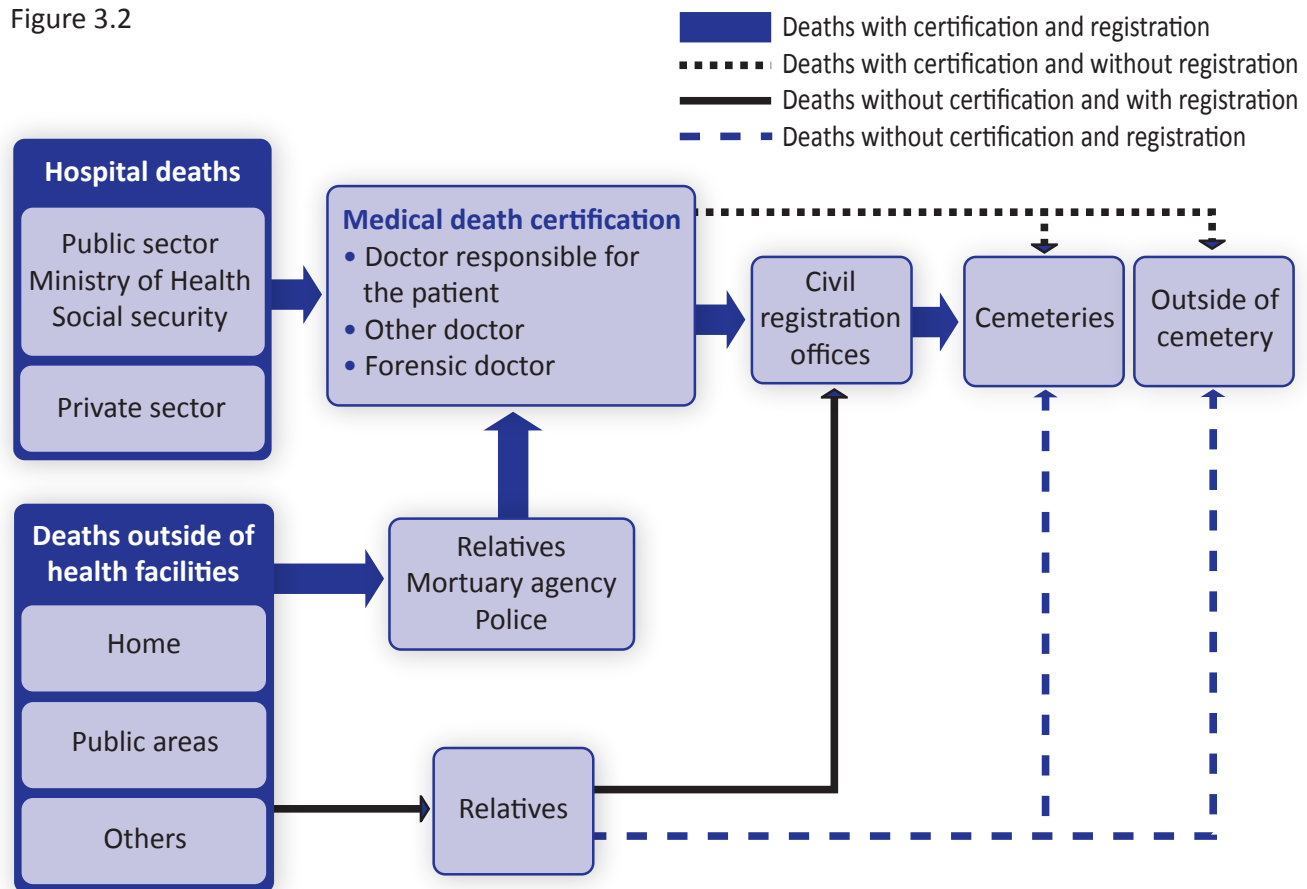 Figure 3.2
Deaths with certification and registration
Deaths with certification and without registration
Deaths without certification and with registration
Deaths without certification and registration
Hospital deaths
Public sector
Ministry of Health
Social security
Private sector
Medical death certification
• Doctor responsible for
the patient
• Other doctor
• Forensic doctor
Civil
registration
offices
Cemeteries
Outside of
cemetery
Deaths outside of
health facilities
Home
Public areas
Others
Relatives
Mortuary agency
Police
Relatives